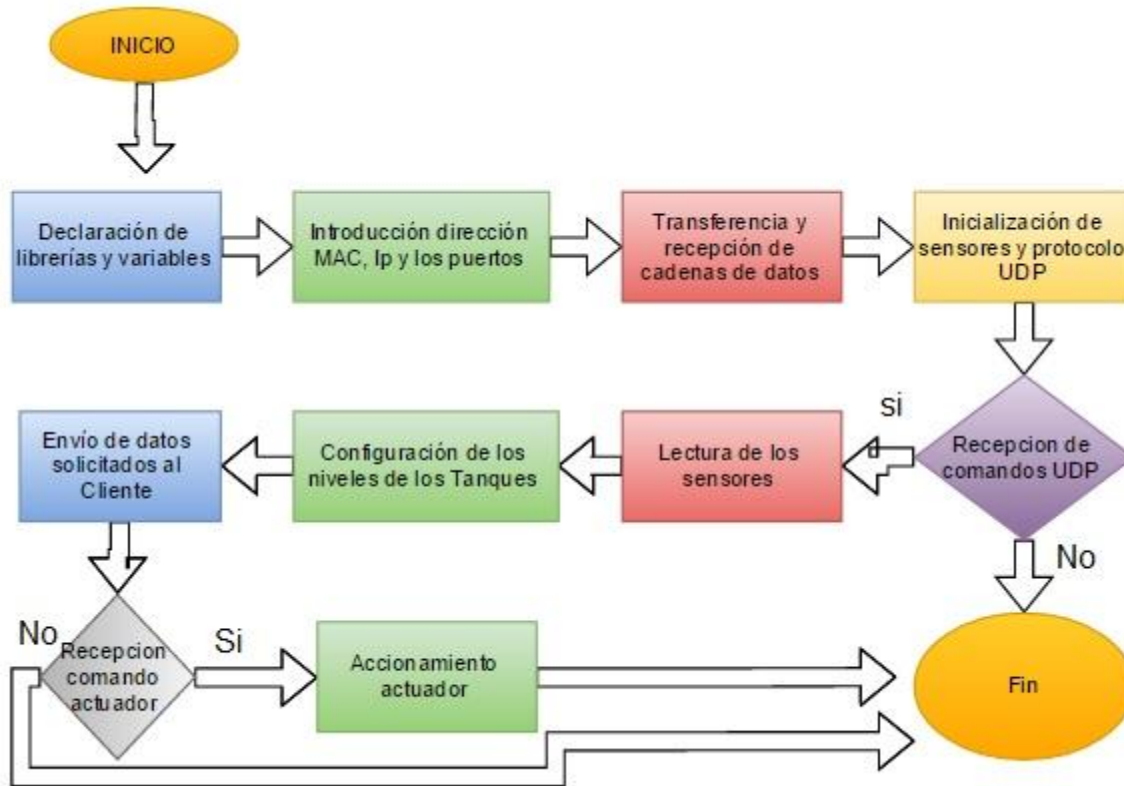 INICIO
Declaración de
librerías y variables
Introducción dirección
MAC, Ip y los puertos
Transferencia y
recepción de
cadenas de datos
Inicialización de
sensores y protocolo
UDP
si
Recepcion de
comandos UDP
Lectura de los
sensores
Configuración de los
niveles de los Tanques
Envío de datos
solicitados al
Cliente
No
No
Recepcion
comando
actuador
Si
Accionamiento
actuador
Fin